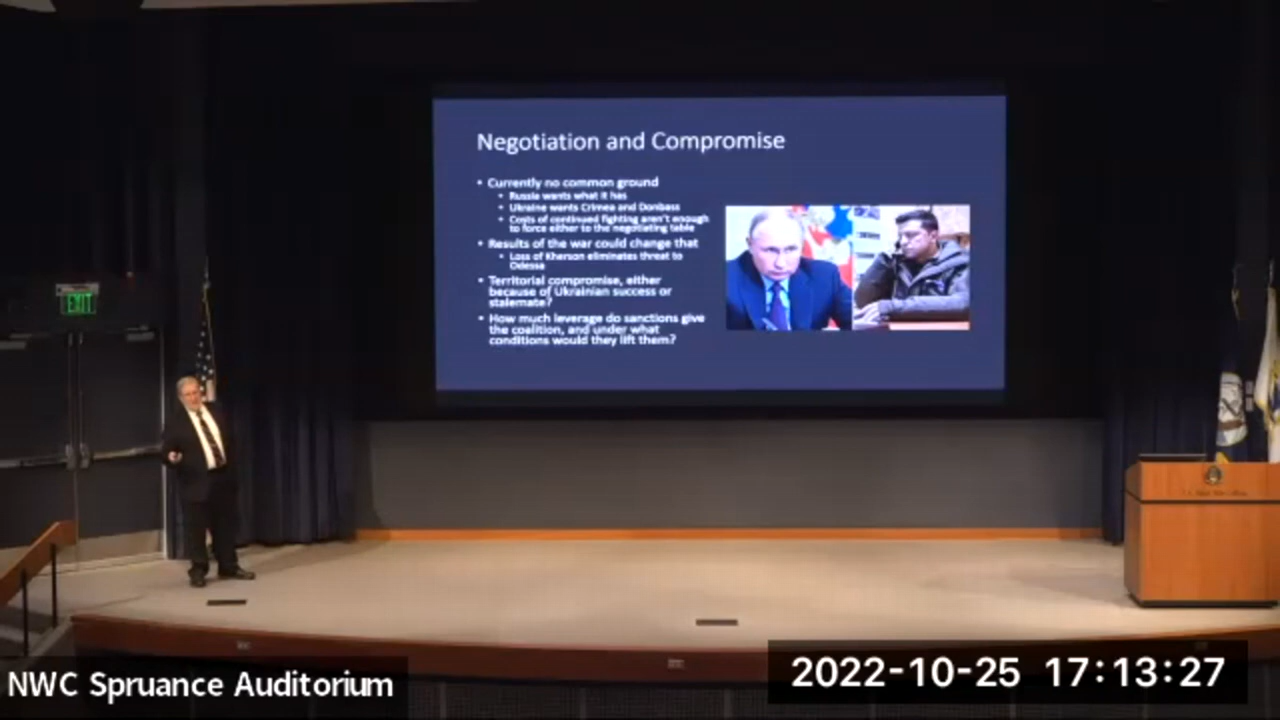 Negotiation and Compromise
• Currently no common ground
• Russia wants what it has
• Ukraine wants Crimea and Donbass
• Costs of continued fighting aren't enough
to force either to the negotiating table
• Results of the war could change that
• Loss of Kherson eliminates threat to
Odessa
• Territorial compromise, either
because of Ukrainian success or
stalemate?
• How much leverage do sanctions give
the coalition, and under what
conditions would they lift them?
EXIT
NWC Spruance Auditorium
2022-10-25 17:13:27